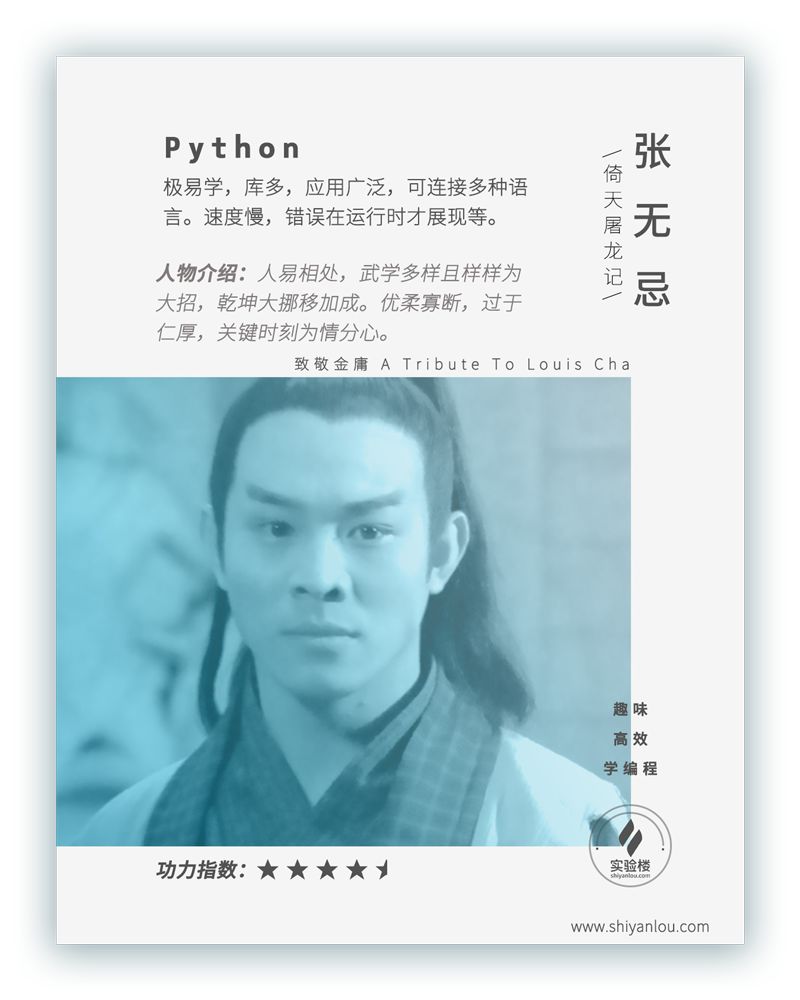 Python
极易学，库多，应用广泛，可连接多种语
言。速度慢，错误在运行时才展现等。
张无忌
/倚天屠龙记/
人物介绍：人易相处，武学多样且样样为
大招，乾坤大挪移加成。优柔寡断，过于
仁厚，关键时刻为情分心。
致敬金庸 A Tribute To Louis Cha
趣味
高效
学编程
实验楼
shiyanlou.com
功力指数：★★★★
www.shiyanlou.com